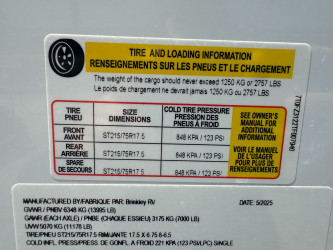 TIRE AND LOADING INFORMATION
RENSEIGNEMENTS SUR LES PNEUS ET LE CHARGEMENT
The weight of the cargo should never exceed 1250 KG or 2757 LBS
Le poids de chargement ne devrait jamais 1250 KG ou 2757 LBS
TIRE SIZE COLD TIRE PRESSURE
PNEU DIMENSIONS PRESSION DES
PNEUS À FROID
FRONT
AVANT ST215/75R17.5 848 KPA / 123 PSI
REAR
ARRIÈRE ST215/75R17.5 848 KPA / 123 PSI
SPARE
DE SECOURS ST215/75R17.5 848 KPA / 123 PSI
SEE OWNER'S
MANUAL FOR
ADDITIONAL
INFORMATION
VOIR LE MANUEL
DE L'USAGER
POUR PLUS DE
RENSEIGNEMENTS
MANUFACTURED BY/FABRIQUE PAR: Brinkley RV 5/2025
GVWR / PNBV 6348 KG (13995 LB)
GAWR (EACH AXLE) / PNBE (CHAQUE ESSIEU) 3175 KG (7000 LB)
UVW 5070 KG (11178 LB)
TIRE/PNEU ST215/75R17.5 RIM/JANTE 17.5 X 6.75 8-6.5
COLD INFL. PRESS/PRESS. DE GONFL. A FROID 221 KPA (123 PSI/LPC) SINGLE